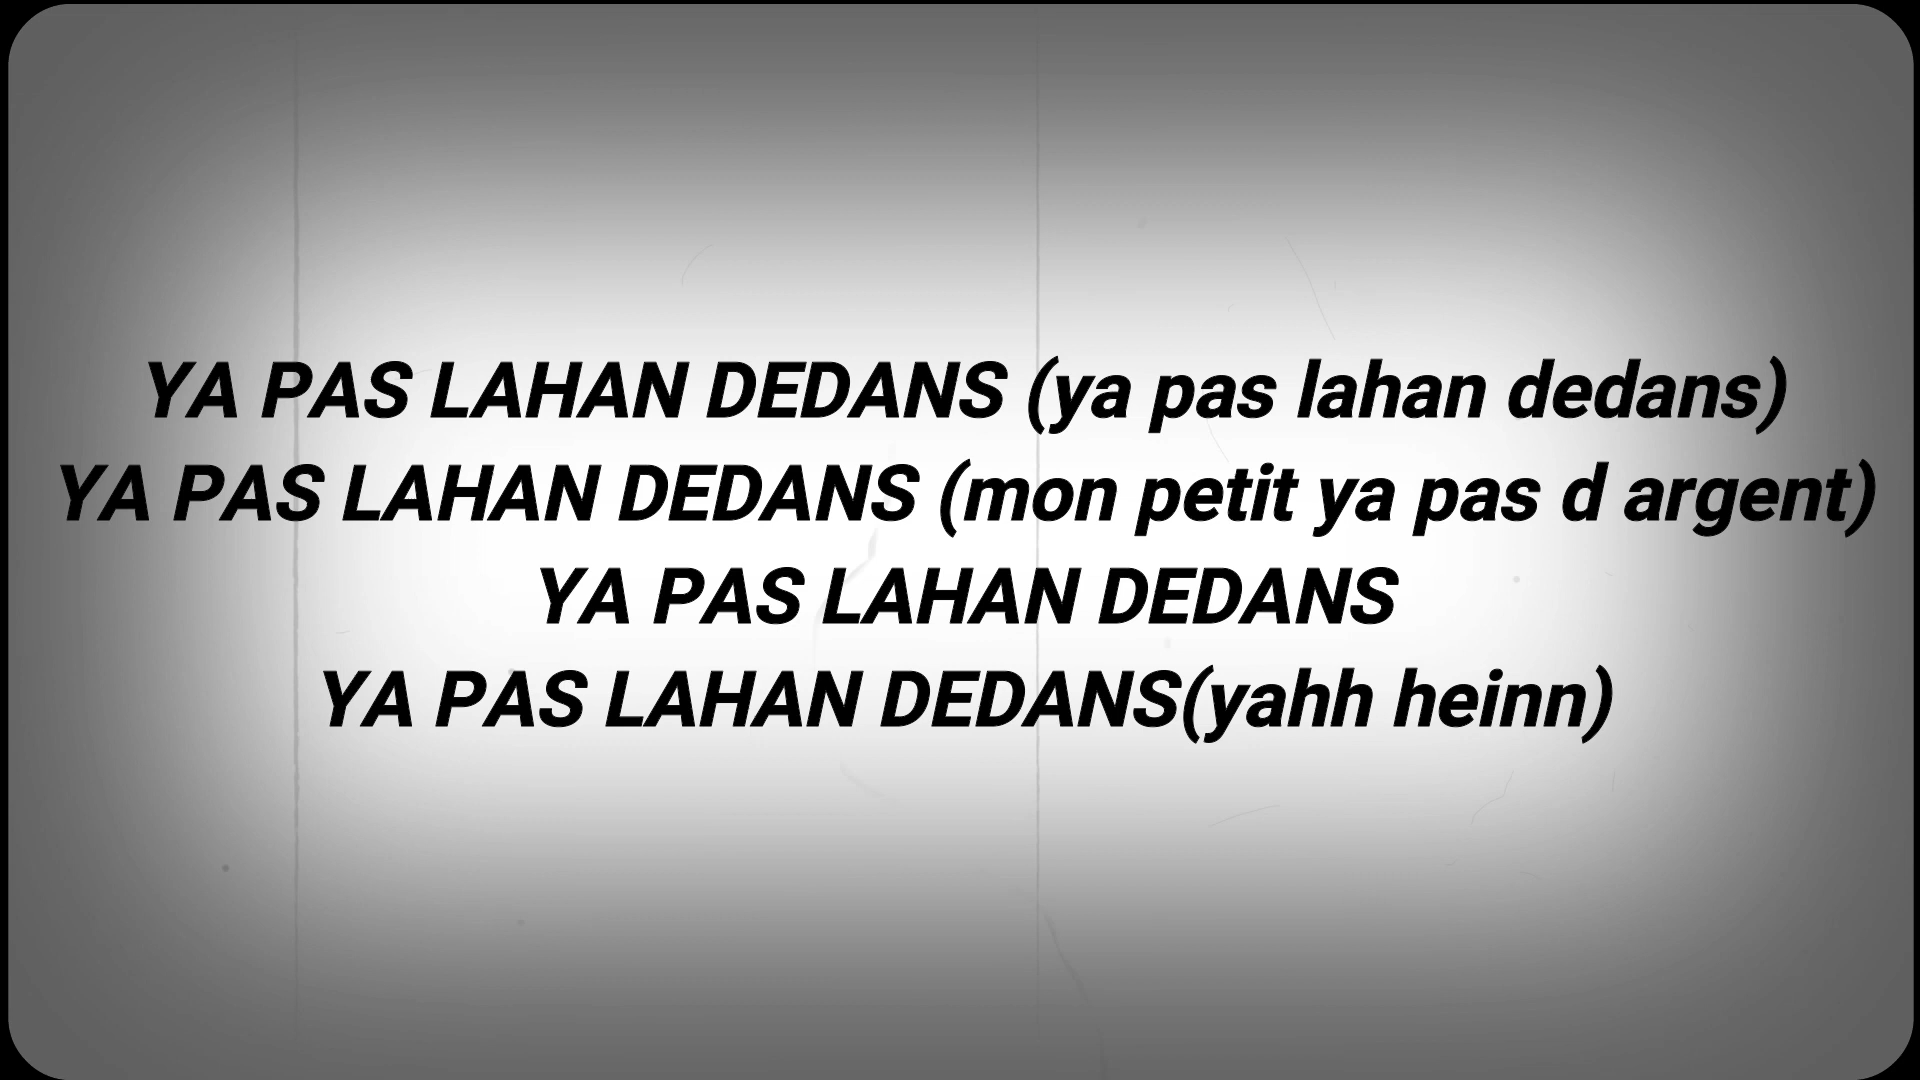 YA PAS LAHAN DEDANS (ya pas lahan dedans)
YA PAS LAHAN DEDANS (mon petit ya pas d argent)
YA PAS LAHAN DEDANS
YA PAS LAHAN DEDANS(yahh heinn)